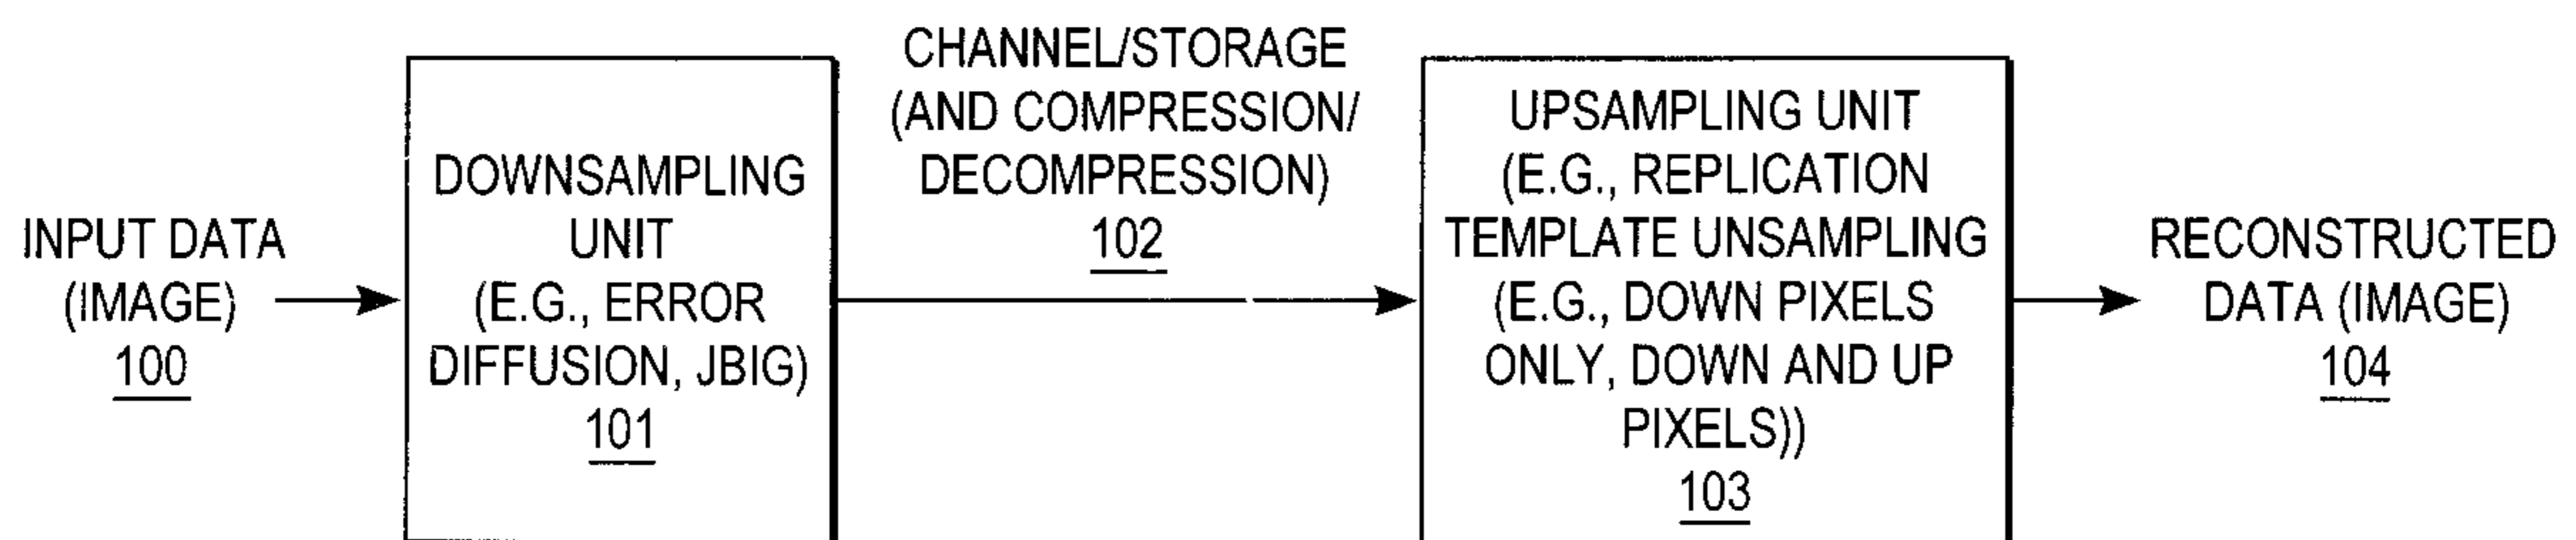 INPUT DATA
(IMAGE)
100
DOWNSAMPLING
UNIT
(E.G., ERROR
DIFFUSION, JBIG)
101
CHANNEL/STORAGE
(AND COMPRESSION/
DECOMPRESSION)
102
UPSAMPLING UNIT
(E.G., REPLICATION
TEMPLATE UNSAMPLING
(E.G., DOWN PIXELS
ONLY, DOWN AND UP
PIXELS))
103
RECONSTRUCTED
DATA (IMAGE)
104